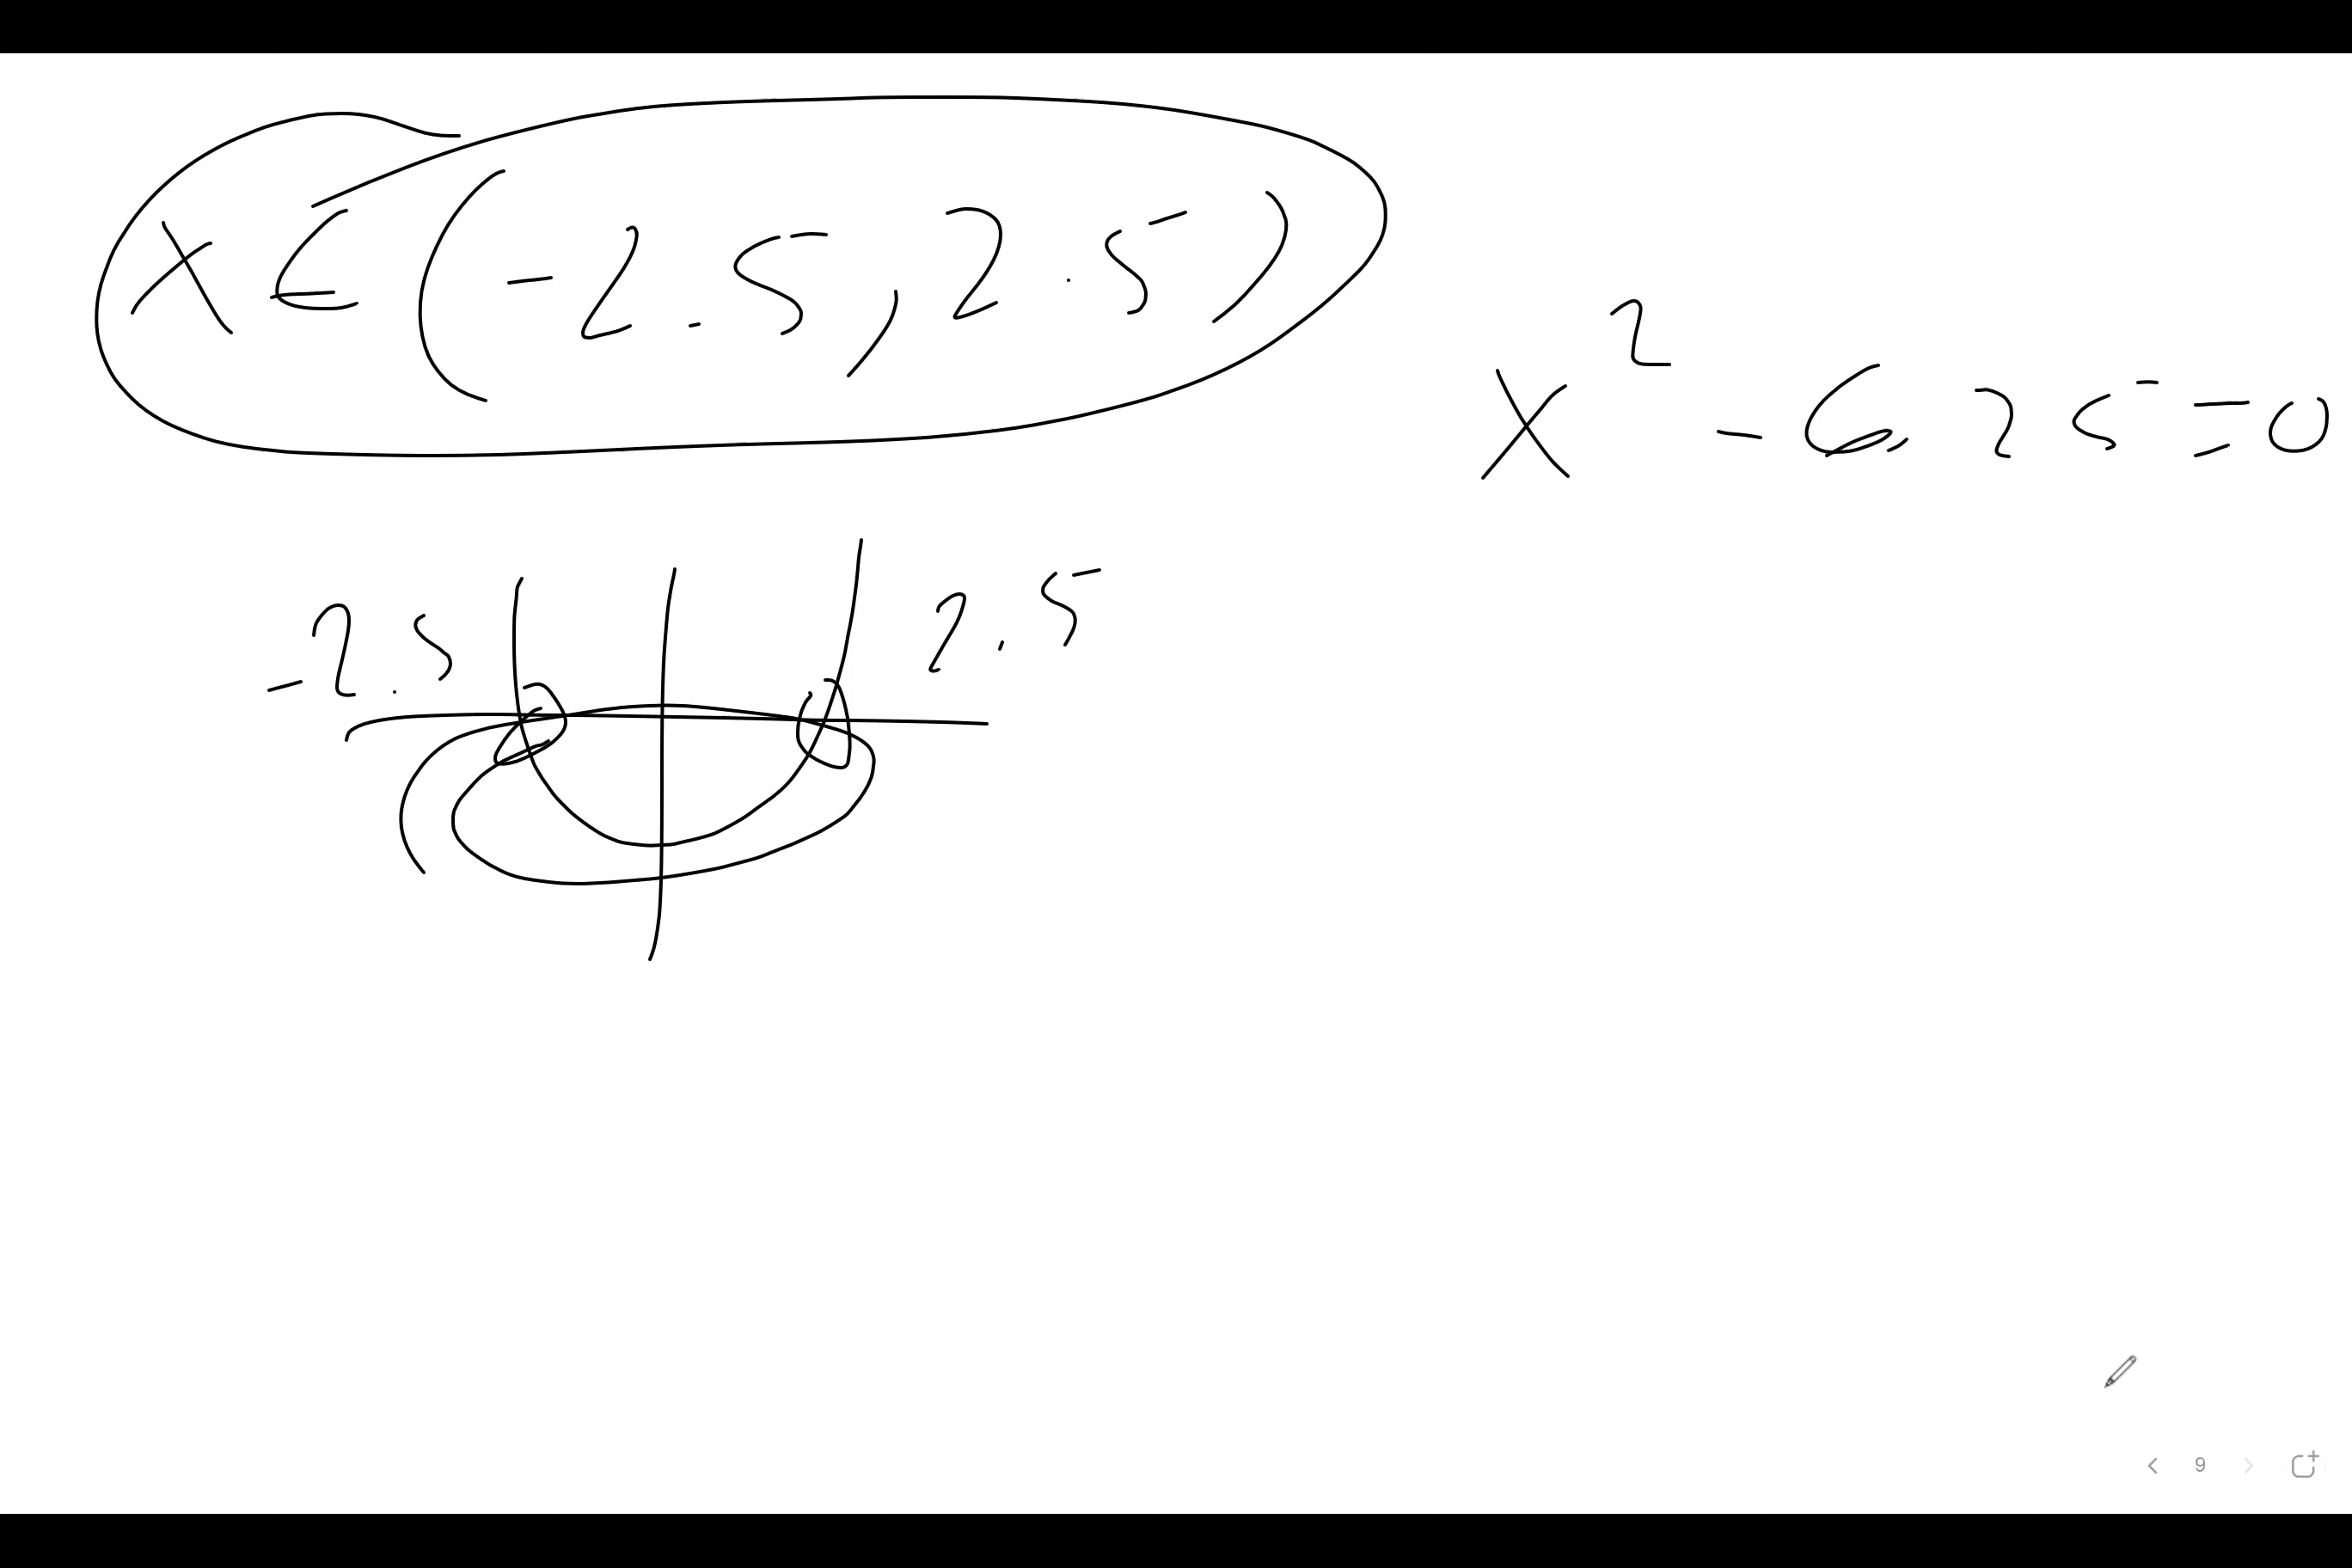 x ∈ (-2.5, 2.5)
x² - 6.25 = 0
-2.5 2.5
9